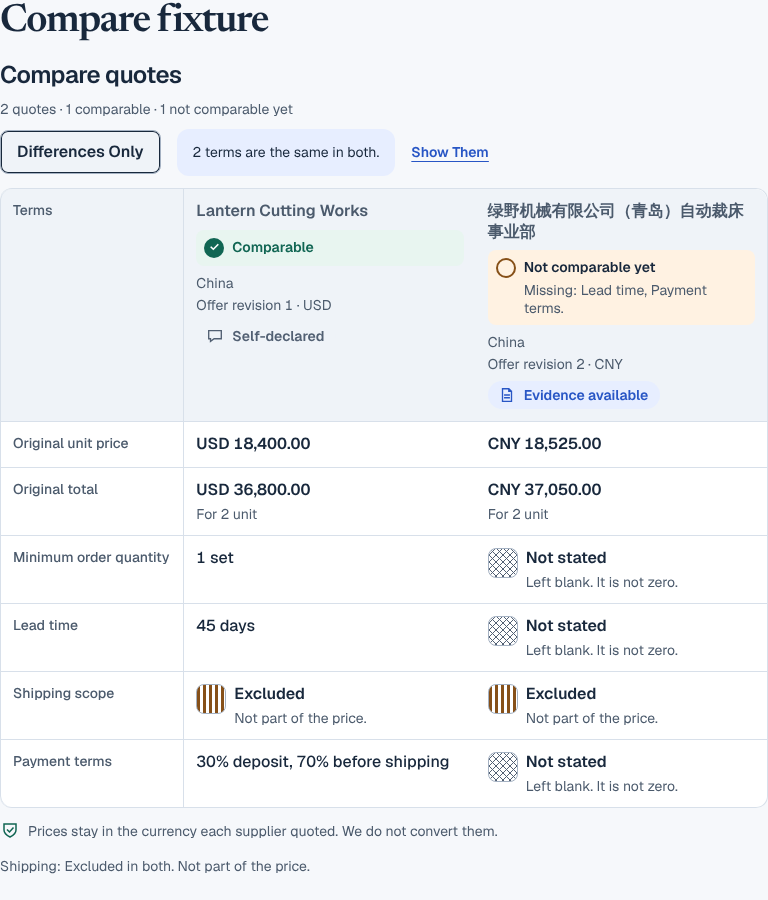 Compare fixture
Compare quotes
2 quotes · 1 comparable · 1 not comparable yet
Differences Only
2 terms are the same in both.
Show Them
Terms
Lantern Cutting Works
Comparable
China
Offer revision 1 · USD
Self-declared
绿野机械有限公司（青岛）自动裁床
事业部
Not comparable yet
Missing: Lead time, Payment
terms.
China
Offer revision 2 · CNY
Evidence available
Original unit price
USD 18,400.00
CNY 18,525.00
Original total
USD 36,800.00
For 2 unit
CNY 37,050.00
For 2 unit
Minimum order quantity
1 set
Not stated
Left blank. It is not zero.
Lead time
45 days
Not stated
Left blank. It is not zero.
Shipping scope
Excluded
Not part of the price.
Excluded
Not part of the price.
Payment terms
30% deposit, 70% before shipping
Not stated
Left blank. It is not zero.
Prices stay in the currency each supplier quoted. We do not convert them.
Shipping: Excluded in both. Not part of the price.